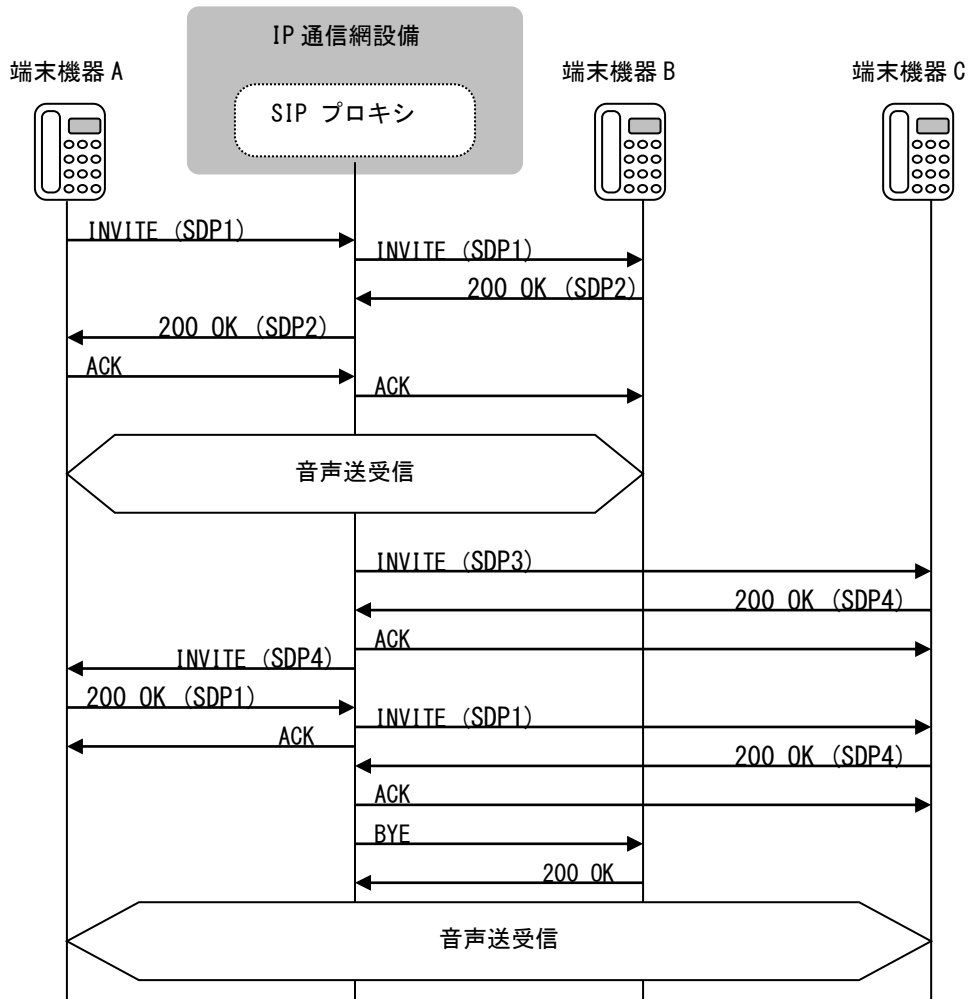 IP 通信網設備
端末機器 A
端末機器 B
端末機器 C
SIP プロキシ
INVITE (SDP1)
INVITE (SDP1)
200 OK (SDP2)
200 OK (SDP2)
ACK
ACK
音声送受信
INVITE (SDP3)
200 OK (SDP4)
ACK
INVITE (SDP4)
200 OK (SDP1)
INVITE (SDP1)
ACK
200 OK (SDP4)
ACK
BYE
200 OK
音声送受信